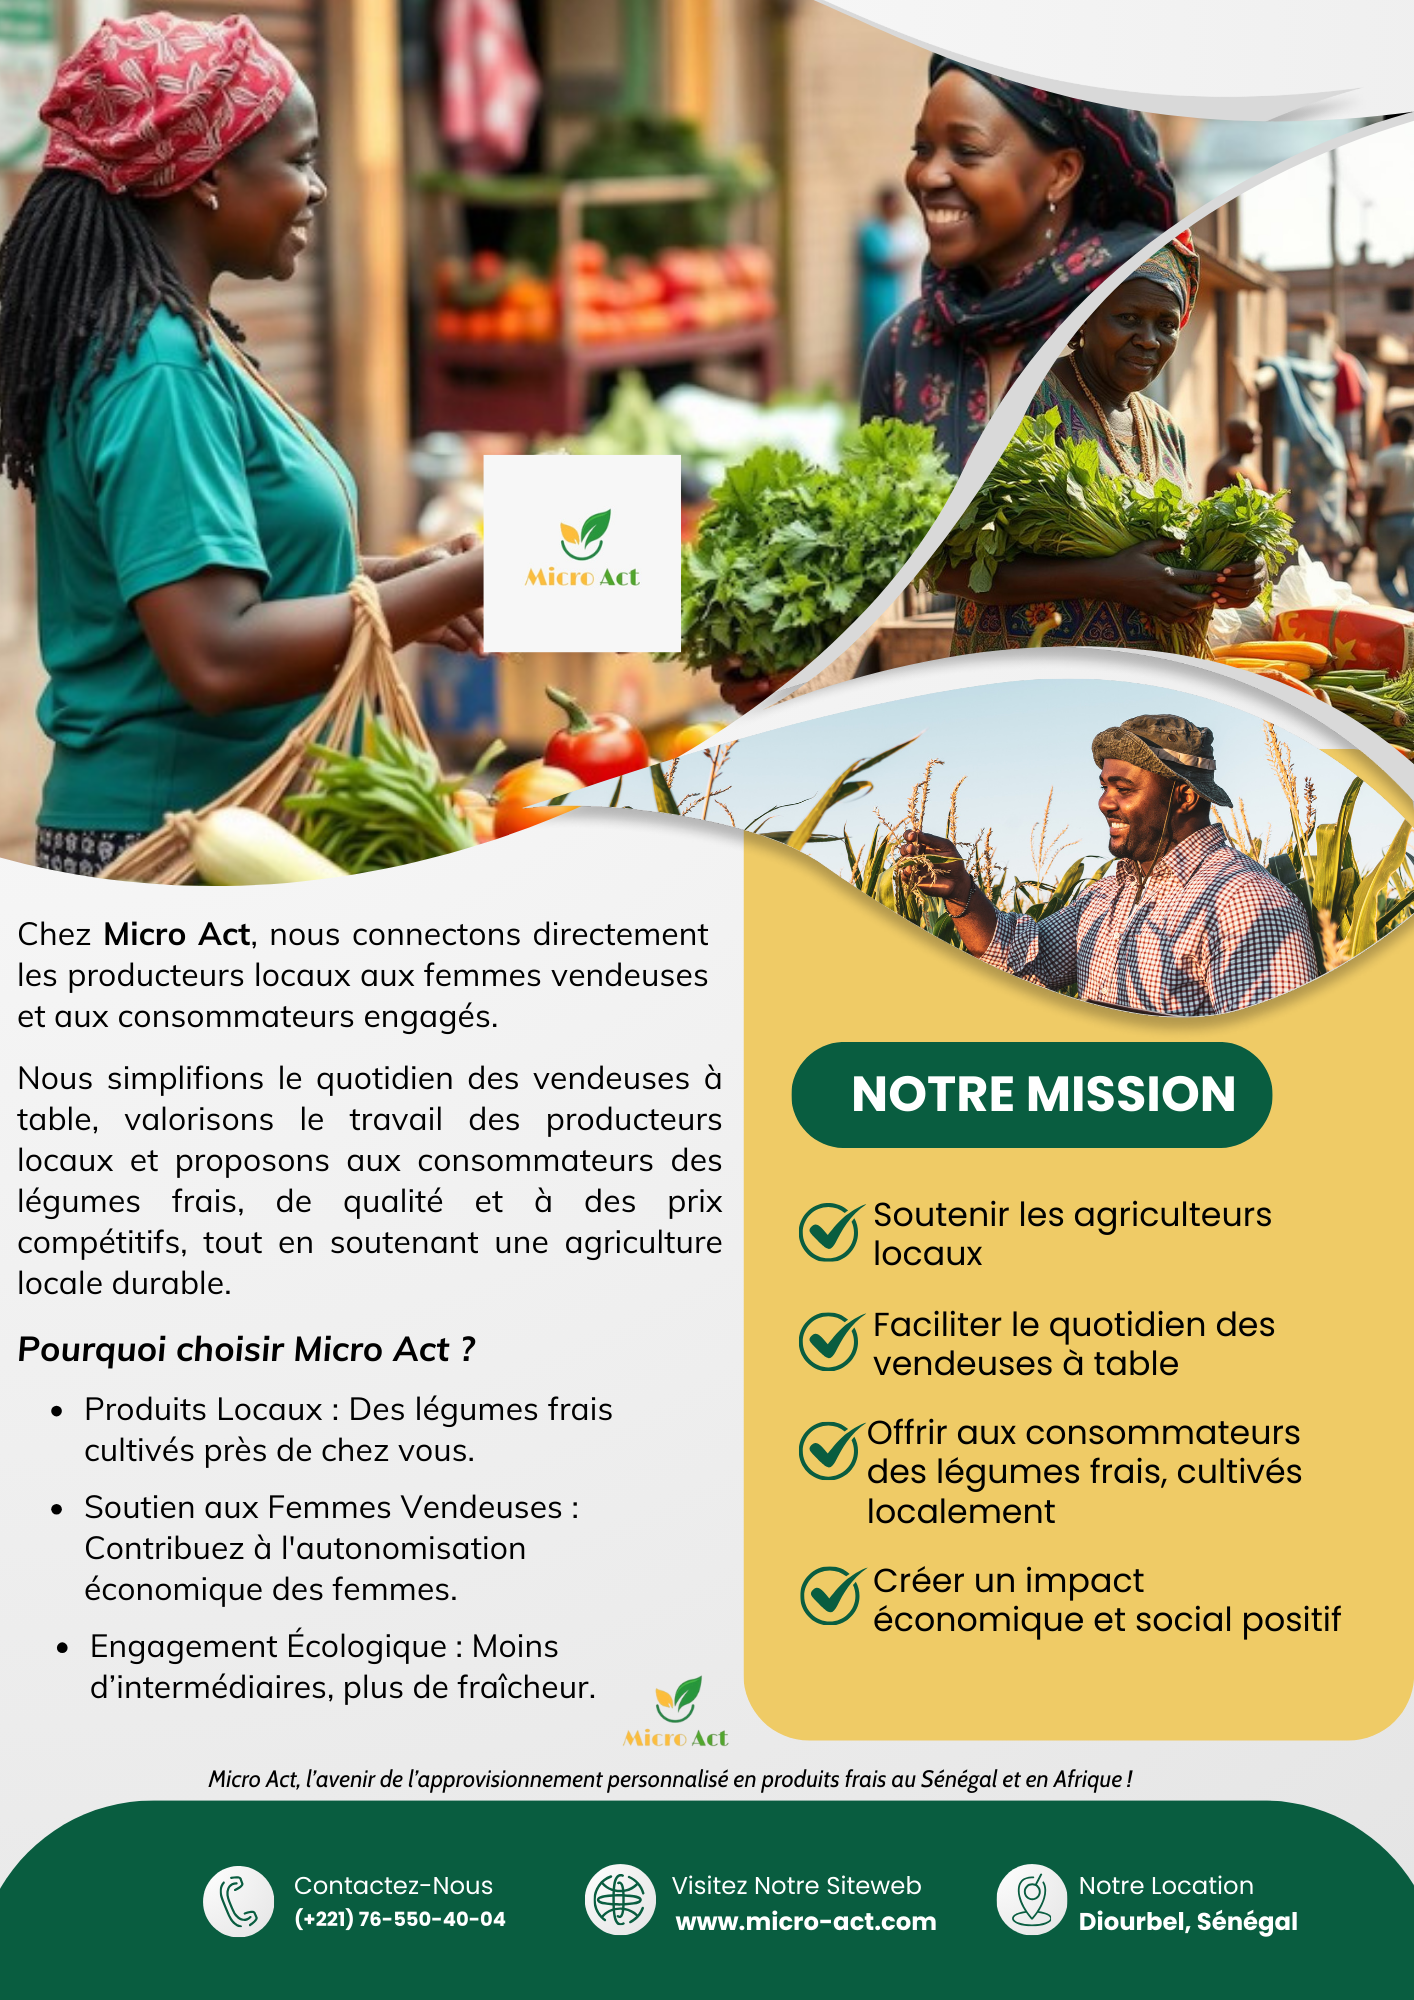 Micro Act
Chez Micro Act, nous connectons directement
les producteurs locaux aux femmes vendeuses
et aux consommateurs engagés.
Nous simplifions le quotidien des vendeuses à
table, valorisons le travail des producteurs
locaux et proposons aux consommateurs des
légumes frais, de qualité et à des prix
compétitifs, tout en soutenant une agriculture
locale durable.
Pourquoi choisir Micro Act ?
• Produits Locaux : Des légumes frais
cultivés près de chez vous.
• Soutien aux Femmes Vendeuses :
Contribuez à l'autonomisation
économique des femmes.
• Engagement Écologique : Moins
d’intermédiaires, plus de fraîcheur.
Micro Act
NOTRE MISSION
Soutenir les agriculteurs
locaux
Faciliter le quotidien des
vendeuses à table
Offrir aux consommateurs
des légumes frais, cultivés
localement
Créer un impact
économique et social positif
Micro Act, l’avenir de l’approvisionnement personnalisé en produits frais au Sénégal et en Afrique !
Contactez-Nous
(+221) 76-550-40-04
Visitez Notre Siteweb
www.micro-act.com
Notre Location
Diourbel, Sénégal